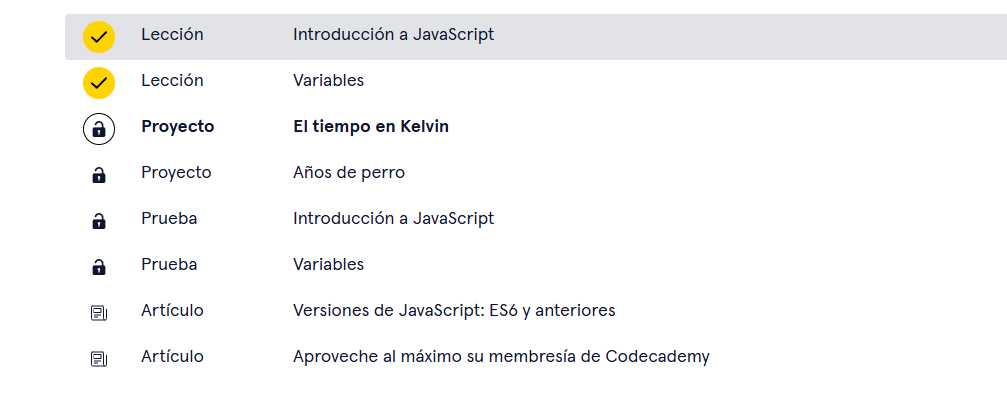 Lección Introducción a JavaScript
Lección Variables
Proyecto El tiempo en Kelvin
Proyecto Años de perro
Prueba Introducción a JavaScript
Prueba Variables
Artículo Versiones de JavaScript: ES6 y anteriores
Artículo Aproveche al máximo su membresía de Codecademy